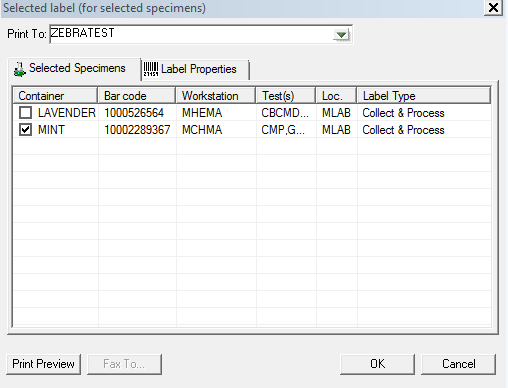 Selected label (for selected specimens)
Print To: ZEBRATEST
Selected Specimens Label Properties
Container Bar code Workstation Test(s) Loc. Label Type
LAVENDER 1000526564 MHEMA CBCMD... MLAB Collect & Process
MINT 10002289367 MCHMA CMP,G... MLAB Collect & Process
Print Preview Fax To... OK Cancel